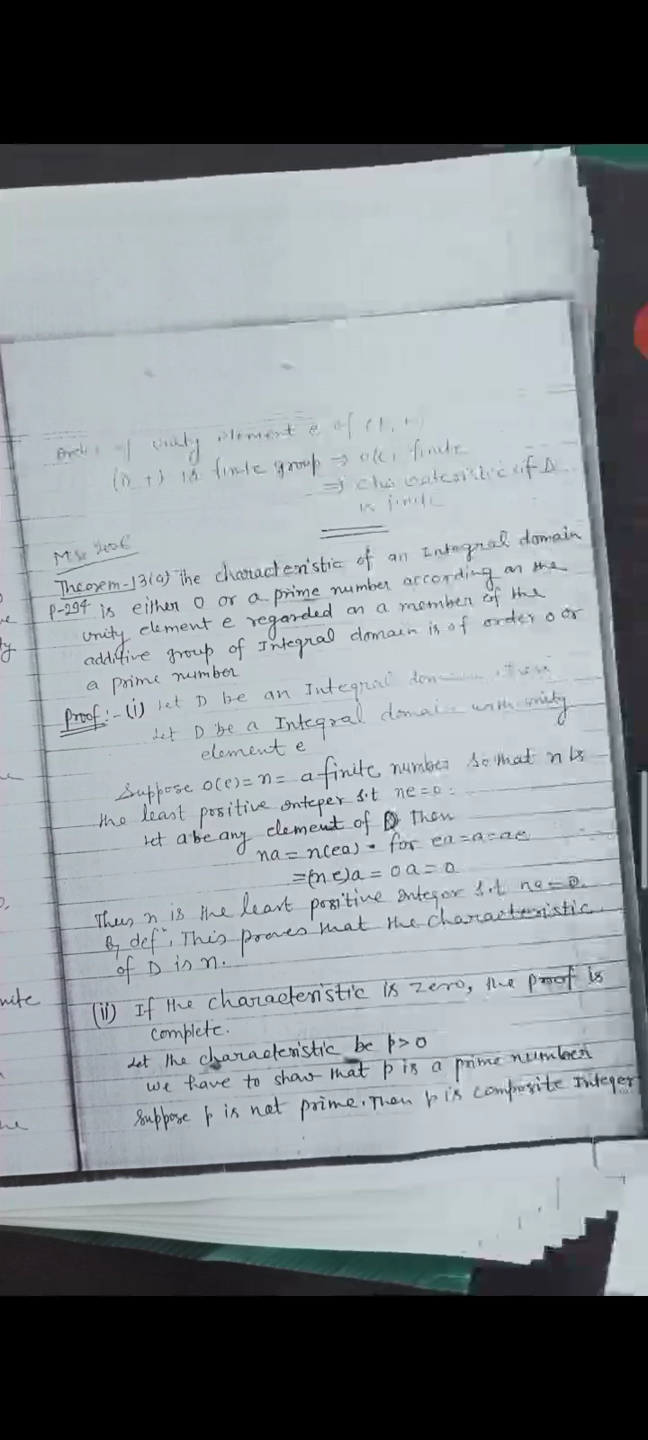 of unity element e of
is finite group ⇒ o(e) finite
⇒ characteristic of D
is finite
Theorem-13(a) The characteristic of an Integral domain
P-294 is either 0 or a prime number according as the
unity element e regarded as a member of the
additive group of Integral domain is of order 0 or
a prime number
Proof:- (i) Let D be an Integral
Let D be a Integral domain with unity
element e
Suppose o(e) = n = a finite number so that n is
the least positive integer s.t ne=0.
Let a be any element of D Then
na = n(ea) - for ea=a=ae
=(ne)a = 0a = 0
Thus n is the least positive integer s.t na=0.
By defⁿ, This proves that the characteristic
of D is n.
(ii) If the characteristic is zero, the proof is
complete.
Let the characteristic be p>0
we have to show that p is a prime number
Suppose p is not prime. Then p is composite Integer
nite